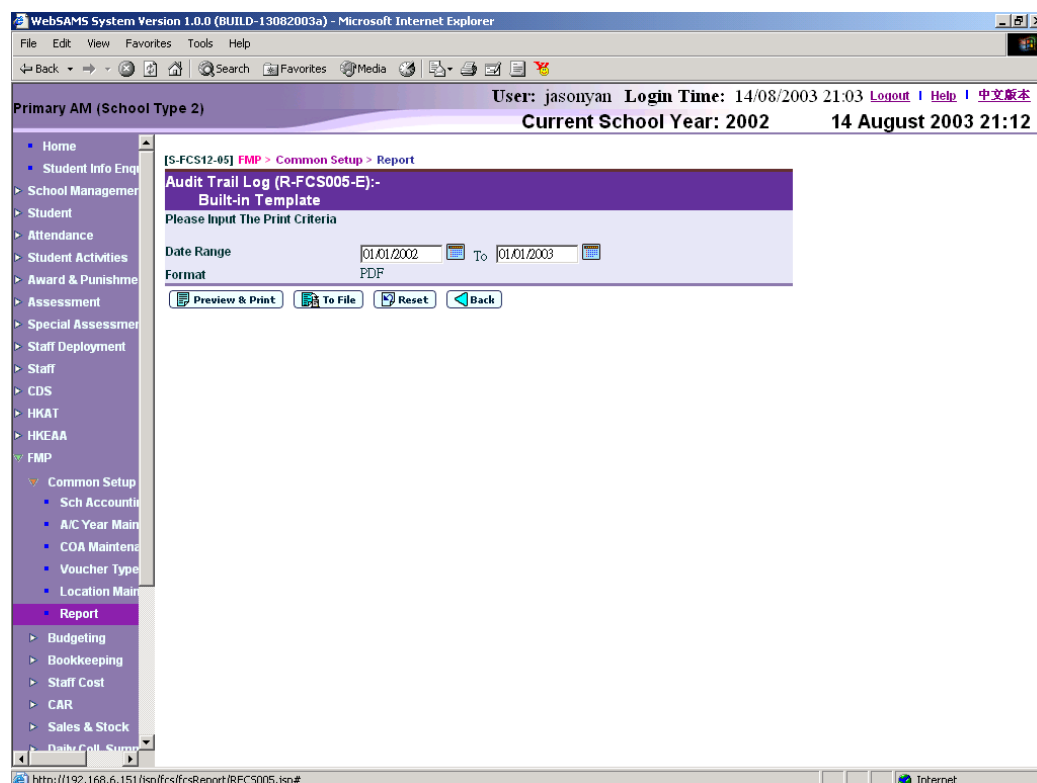 WebSAMS System Version 1.0.0 (BUILD-13082003a) - Microsoft Internet Explorer
File Edit View Favorites Tools Help
Back Search Favorites Media
Primary AM (School Type 2)
User: jasonyan Login Time: 14/08/2003 21:03 Logout | Help | 中文版本
Current School Year: 2002 14 August 2003 21:12
Home
Student Info Enqu
School Managemen
Student
Attendance
Student Activities
Award & Punishme
Assessment
Special Assessmen
Staff Deployment
Staff
CDS
HKAT
HKEAA
FMP
Common Setup
Sch Accountin
A/C Year Main
COA Maintena
Voucher Type
Location Main
Report
Budgeting
Bookkeeping
Staff Cost
CAR
Sales & Stock
Daily Coll. Summ
[S-FCS12-05] FMP > Common Setup > Report
Audit Trail Log (R-FCS005-E):-
Built-in Template
Please Input The Print Criteria
Date Range 01/01/2002 To 01/01/2003
Format PDF
Preview & Print To File Reset Back
http://192.168.6.151/jsp/fcs/fcsReport/RFCS005.jsp# Internet